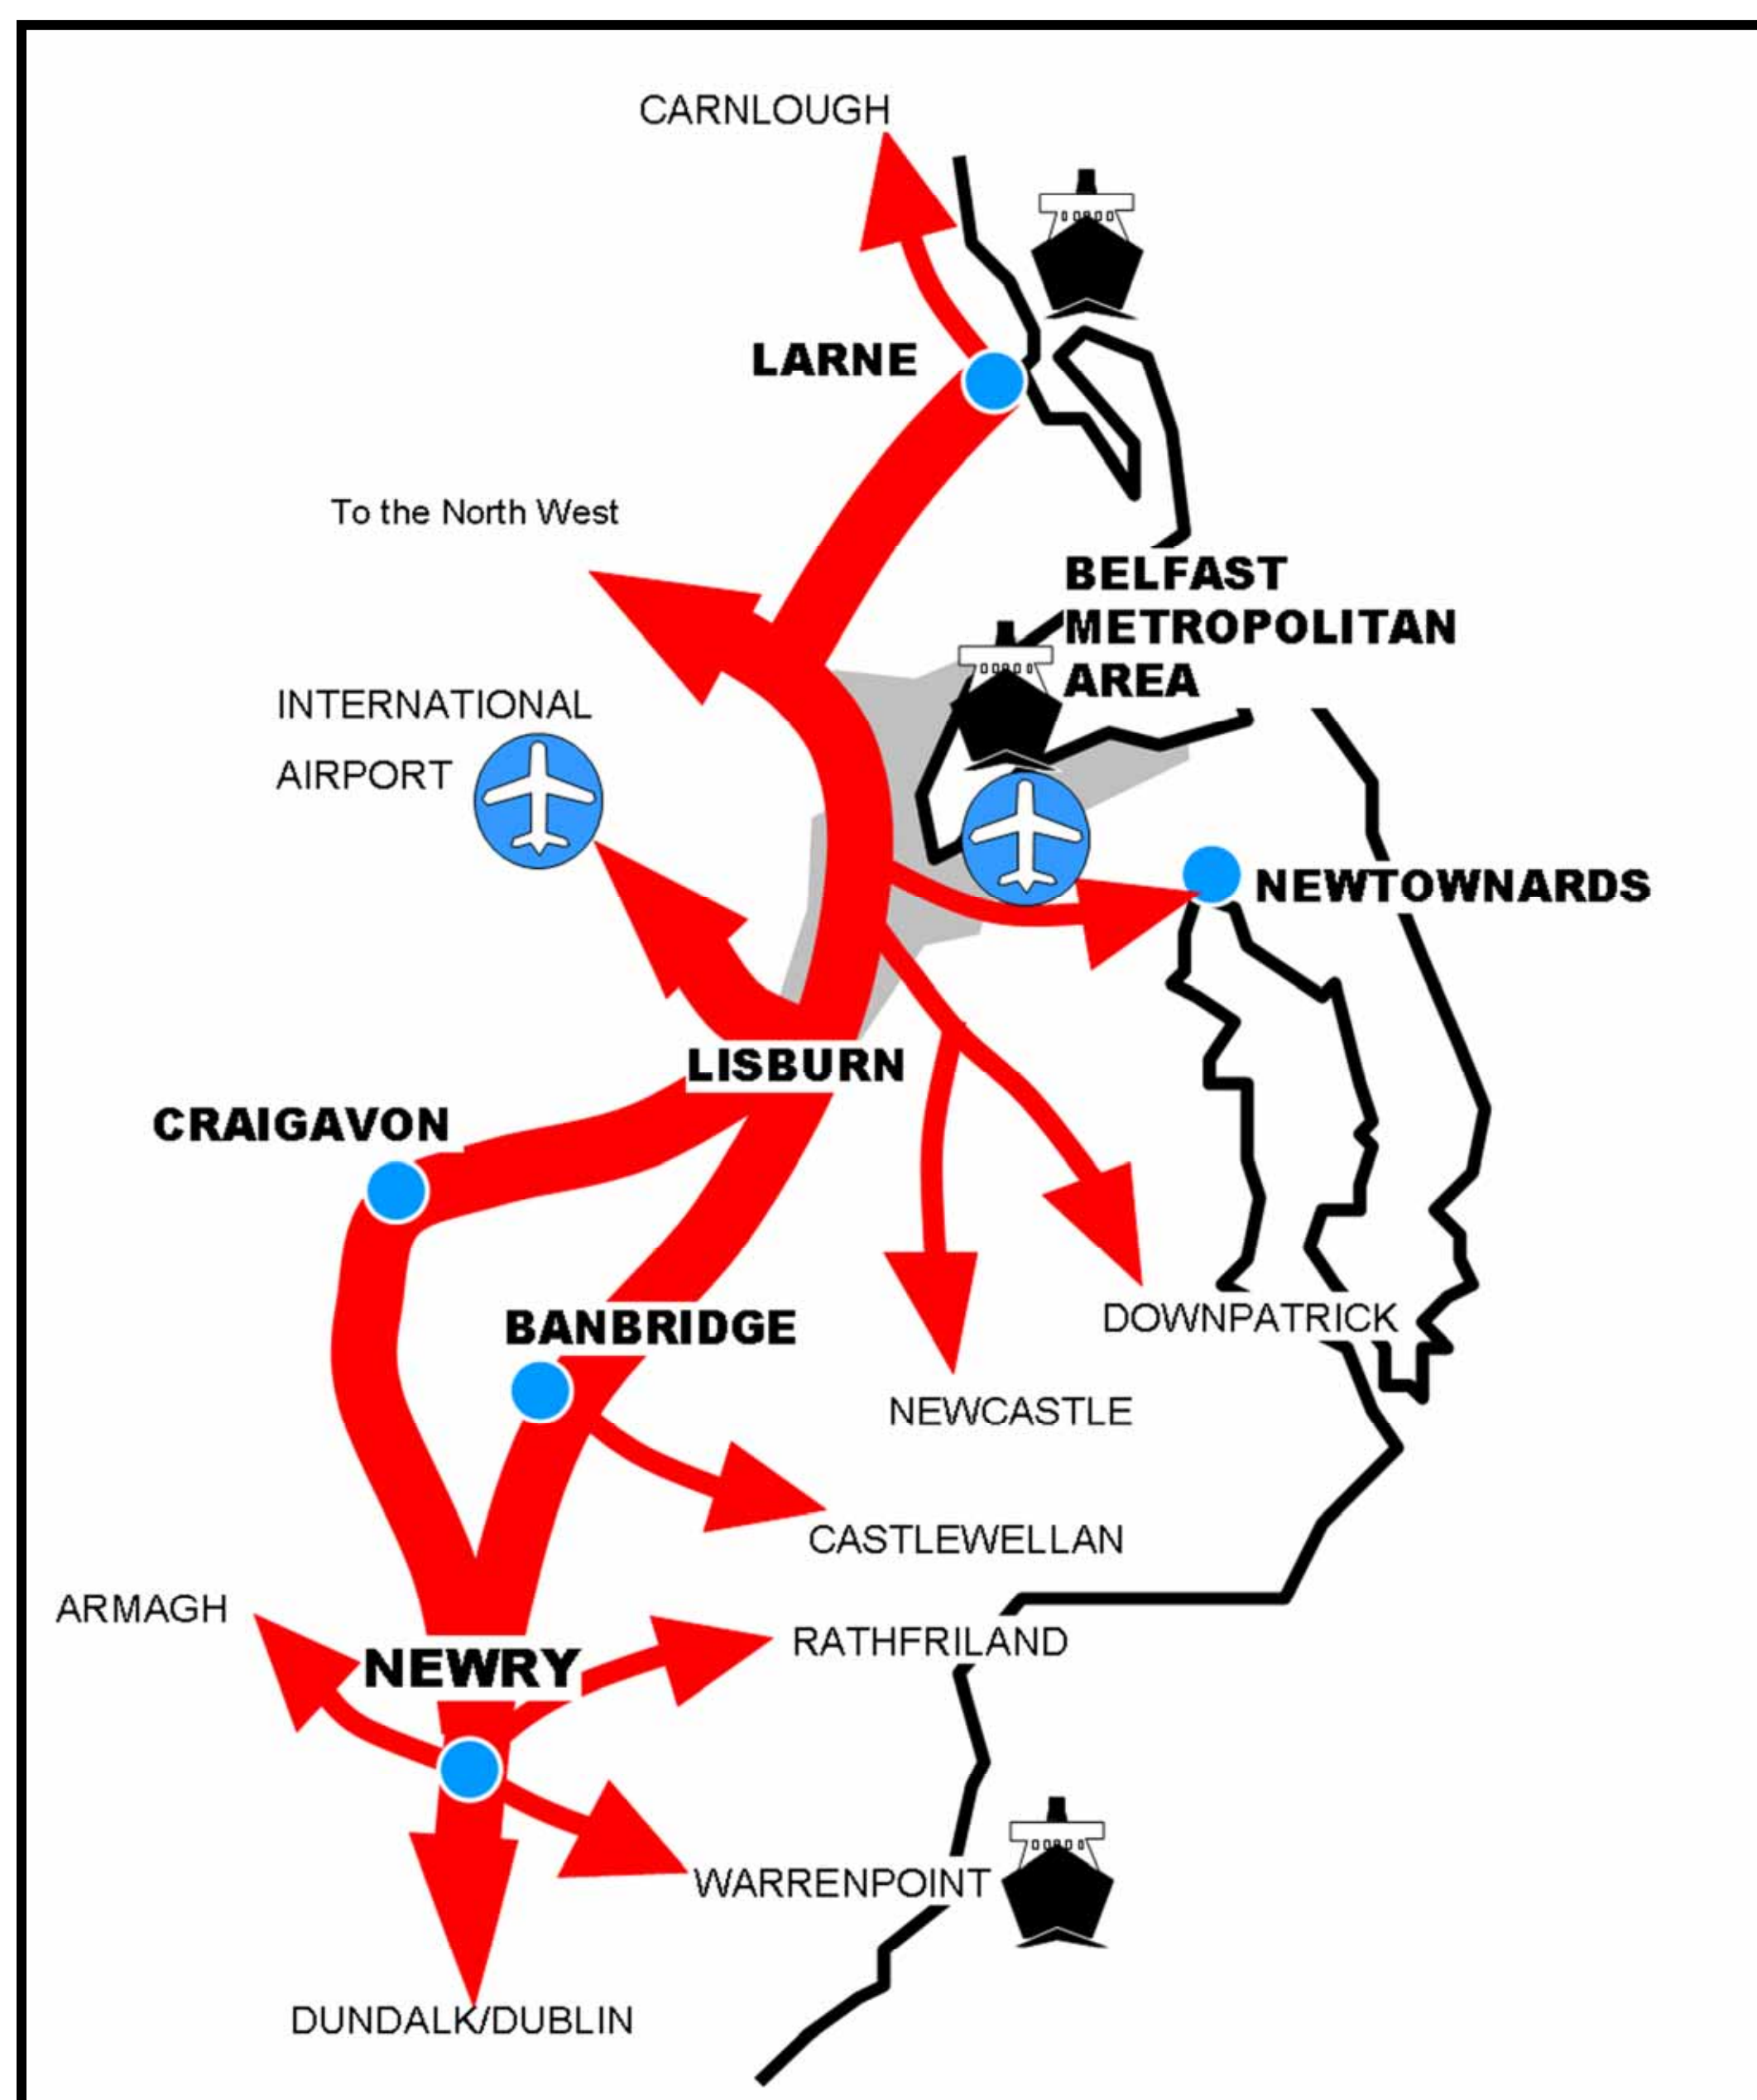 CARNLOUGH
LARNE
To the North West
BELFAST
METROPOLITAN
AREA
INTERNATIONAL
AIRPORT
NEWTOWNARDS
LISBURN
CRAIGAVON
BANBRIDGE
DOWNPATRICK
NEWCASTLE
CASTLEWELLAN
ARMAGH
RATHFRILAND
NEWRY
WARRENPOINT
DUNDALK/DUBLIN